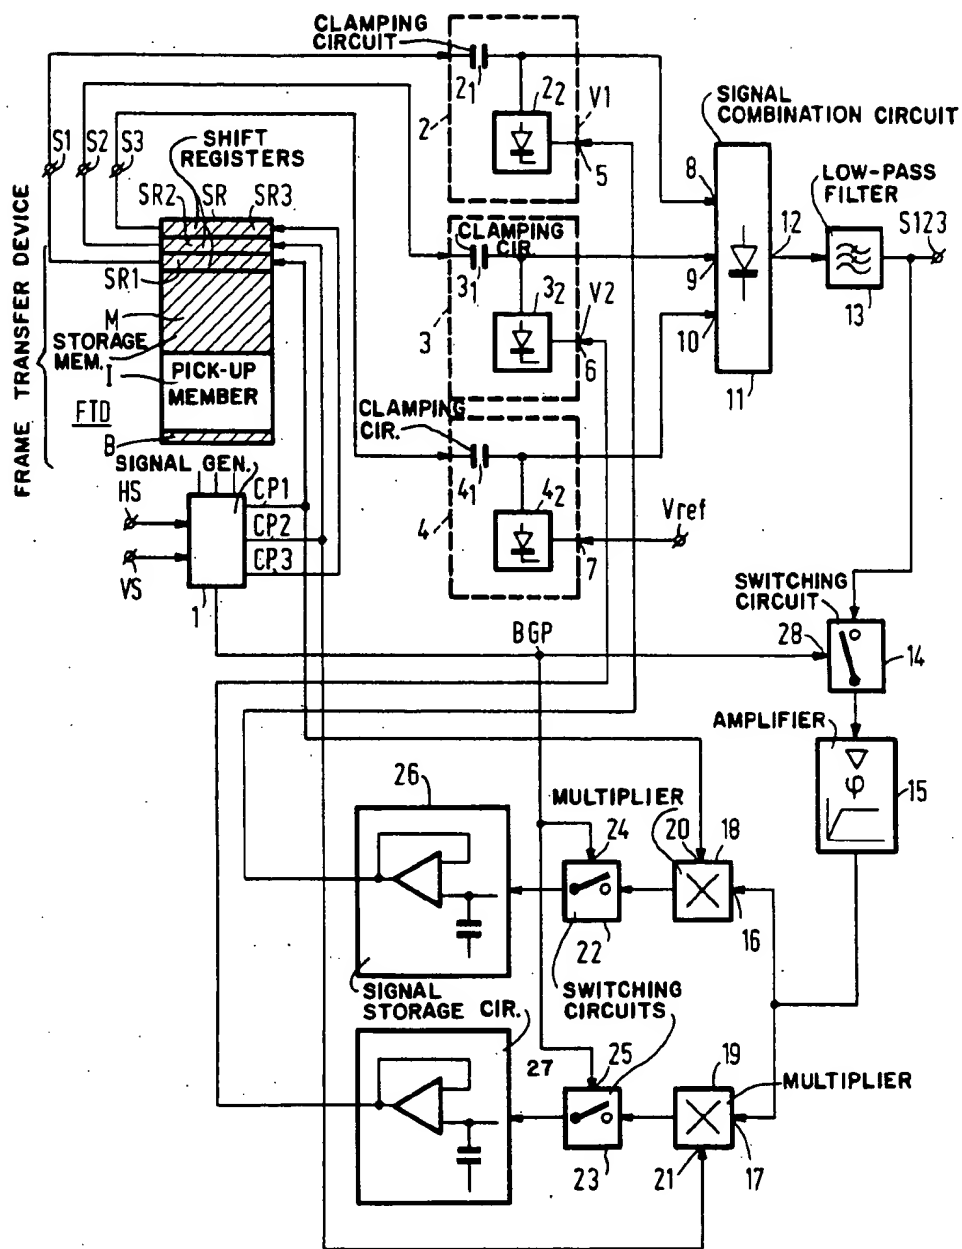 CLAMPING
CIRCUIT
2₁
2₂
V1
2
5
SIGNAL
COMBINATION CIRCUIT
8
LOW-PASS
FILTER
S1
S2
S3
SHIFT
REGISTERS
SR2
SR
SR3
SR1
M
STORAGE
MEM.
I
PICK-UP
MEMBER
FTD
B
FRAME TRANSFER DEVICE
CLAMPING
CIR.
3₁
3₂
V2
3
6
9
10
11
12
13
S123
CLAMPING
CIR.
4₁
4₂
4
7
Vref
SIGNAL GEN.
HS
VS
CP1
CP2
CP3
1
BGP
SWITCHING
CIRCUIT
28
14
AMPLIFIER
φ
15
26
MULTIPLIER
24
20
18
22
16
SIGNAL
STORAGE CIR.
SWITCHING
CIRCUITS
27
25
19
MULTIPLIER
23
21
17